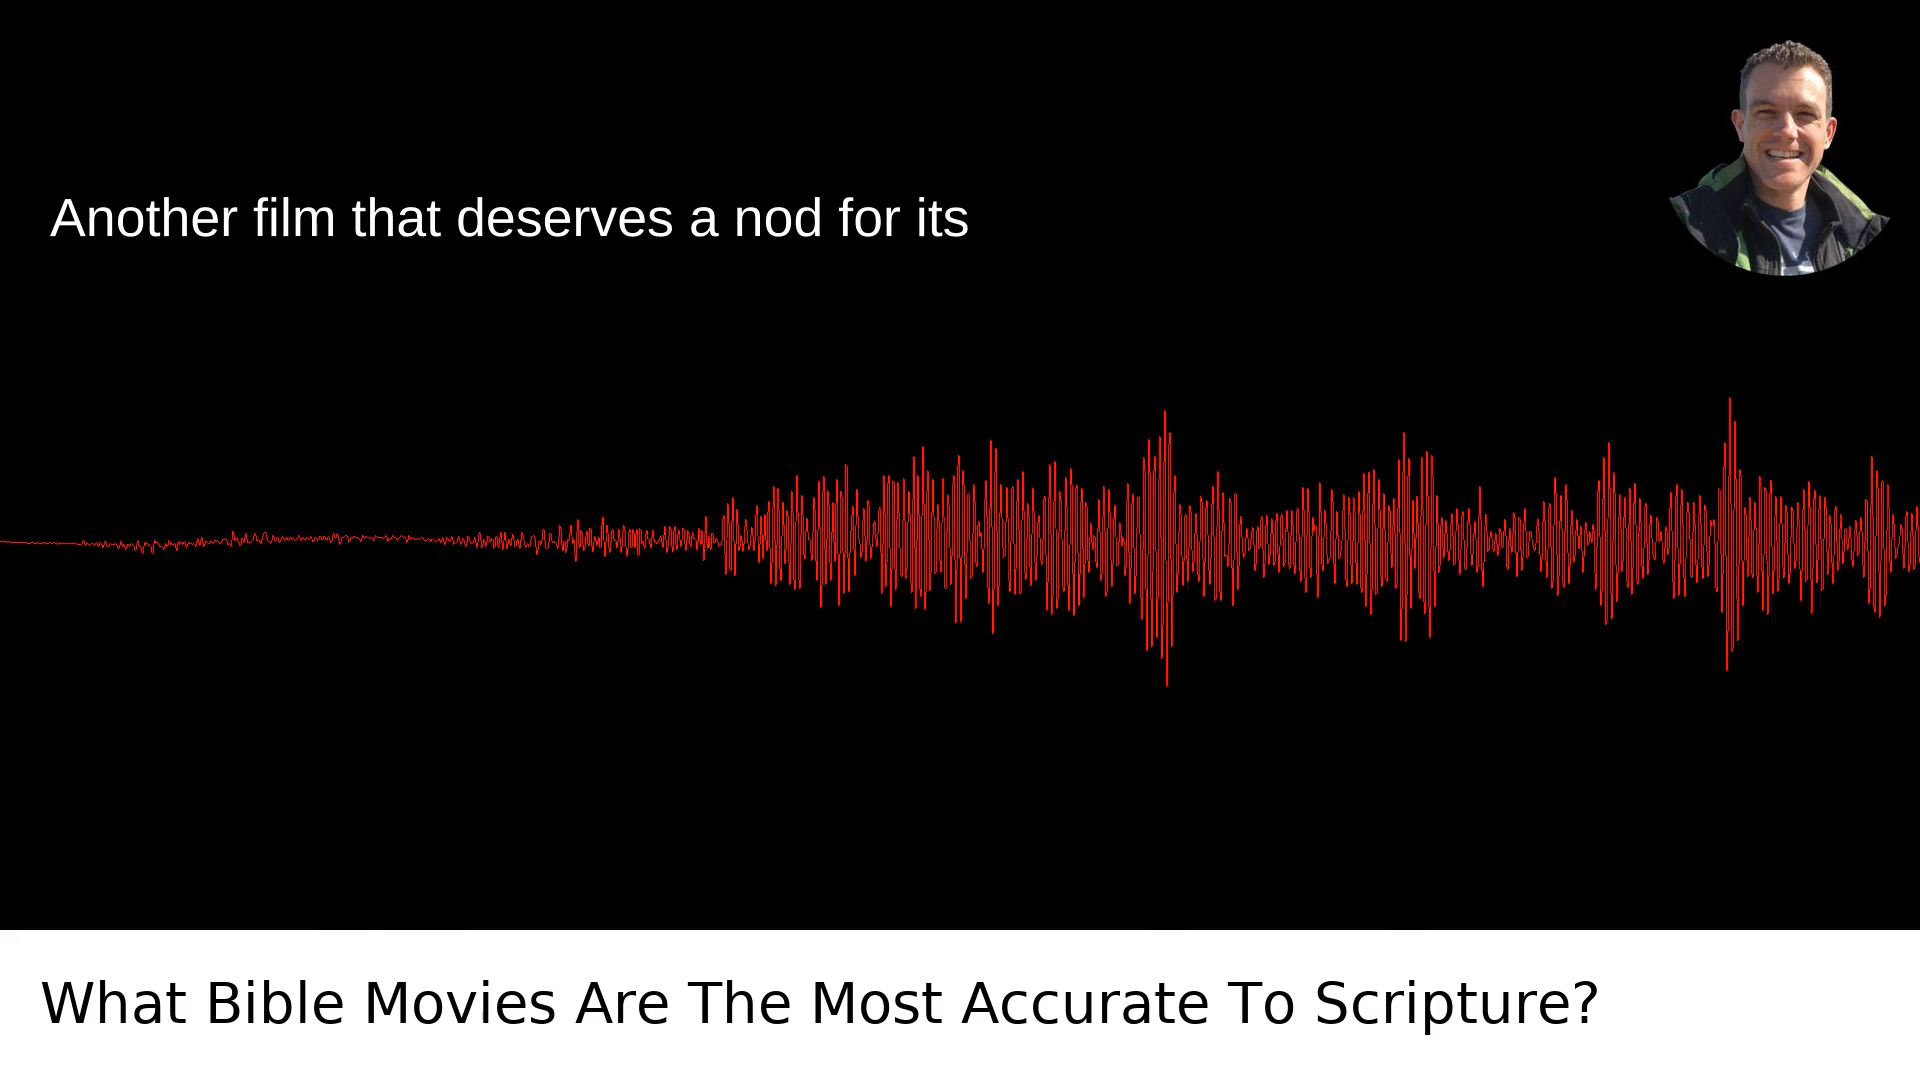 Another film that deserves a nod for its
What Bible Movies Are The Most Accurate To Scripture?